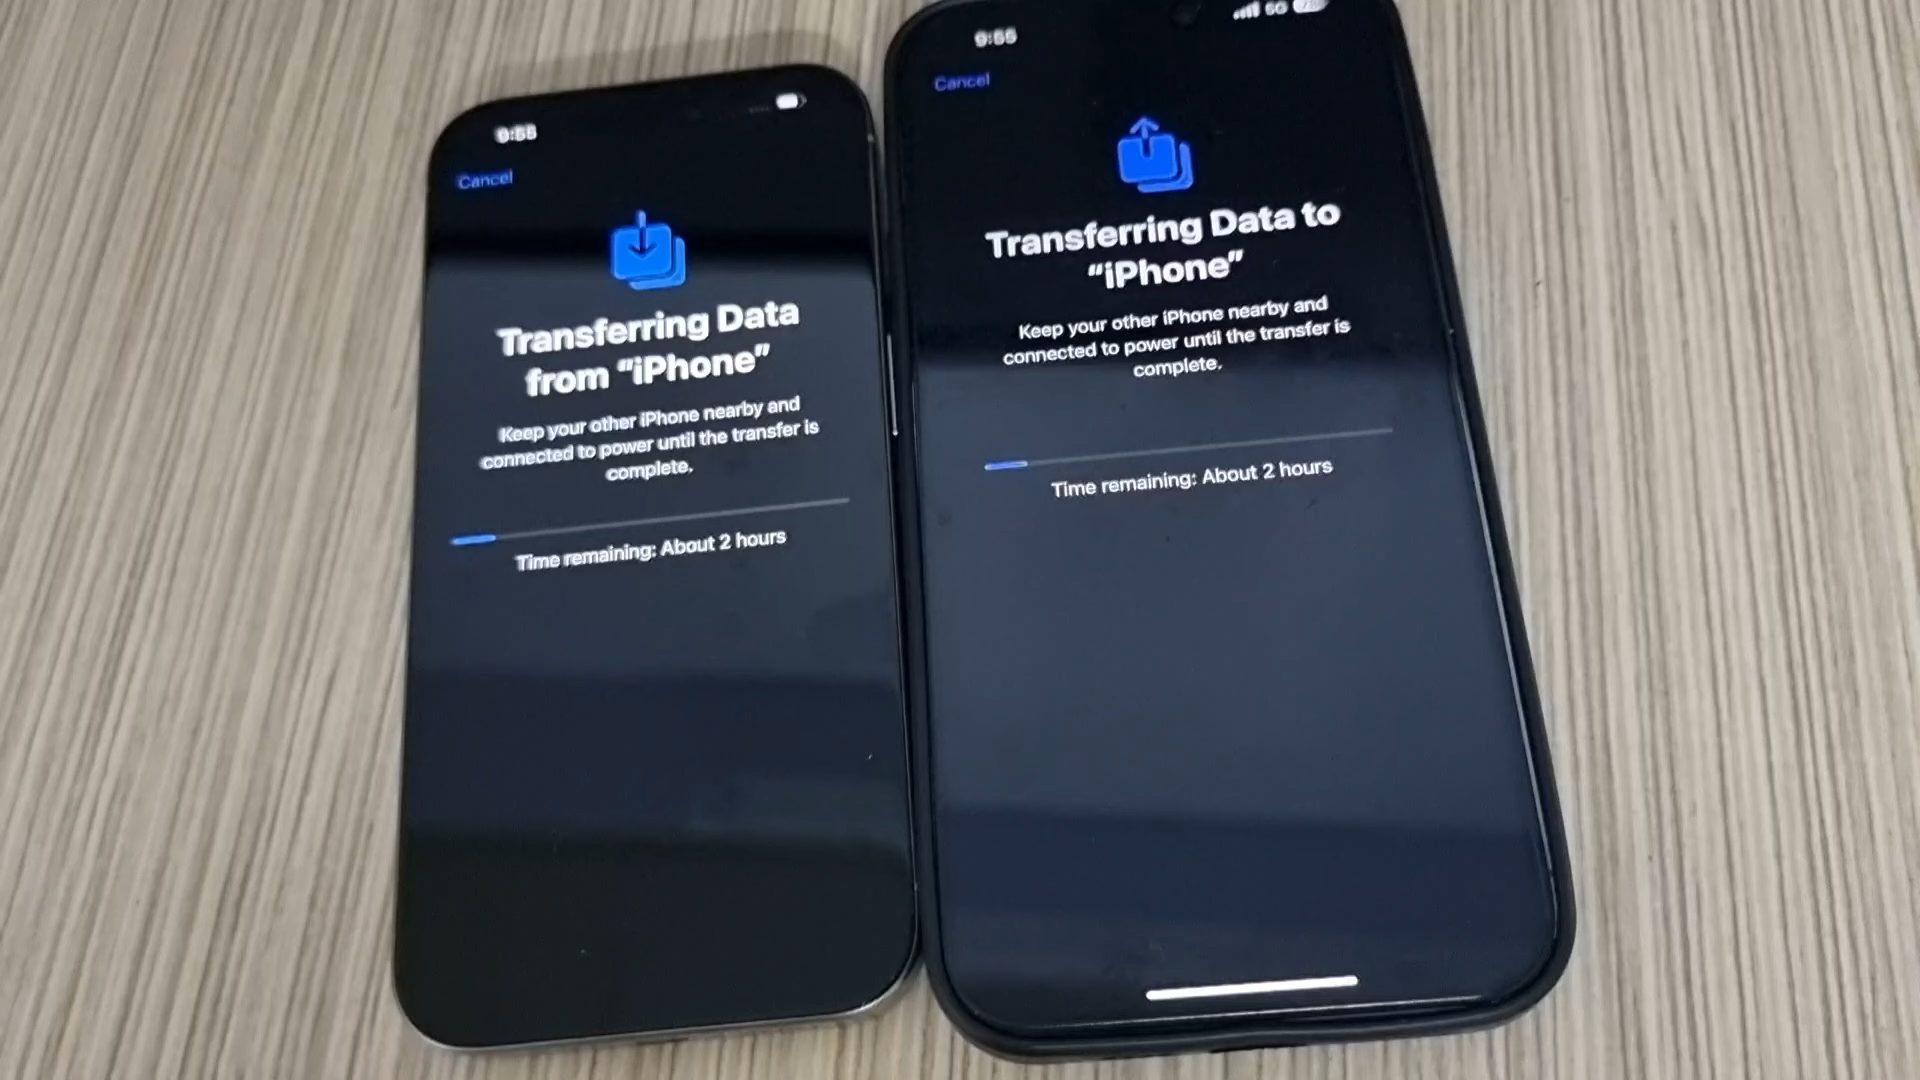 9:55
Cancel
Transferring Data
from “iPhone”
Keep your other iPhone nearby and
connected to power until the transfer is
complete.
Time remaining: About 2 hours
9:55
5G
Cancel
Transferring Data to
“iPhone”
Keep your other iPhone nearby and
connected to power until the transfer is
complete.
Time remaining: About 2 hours